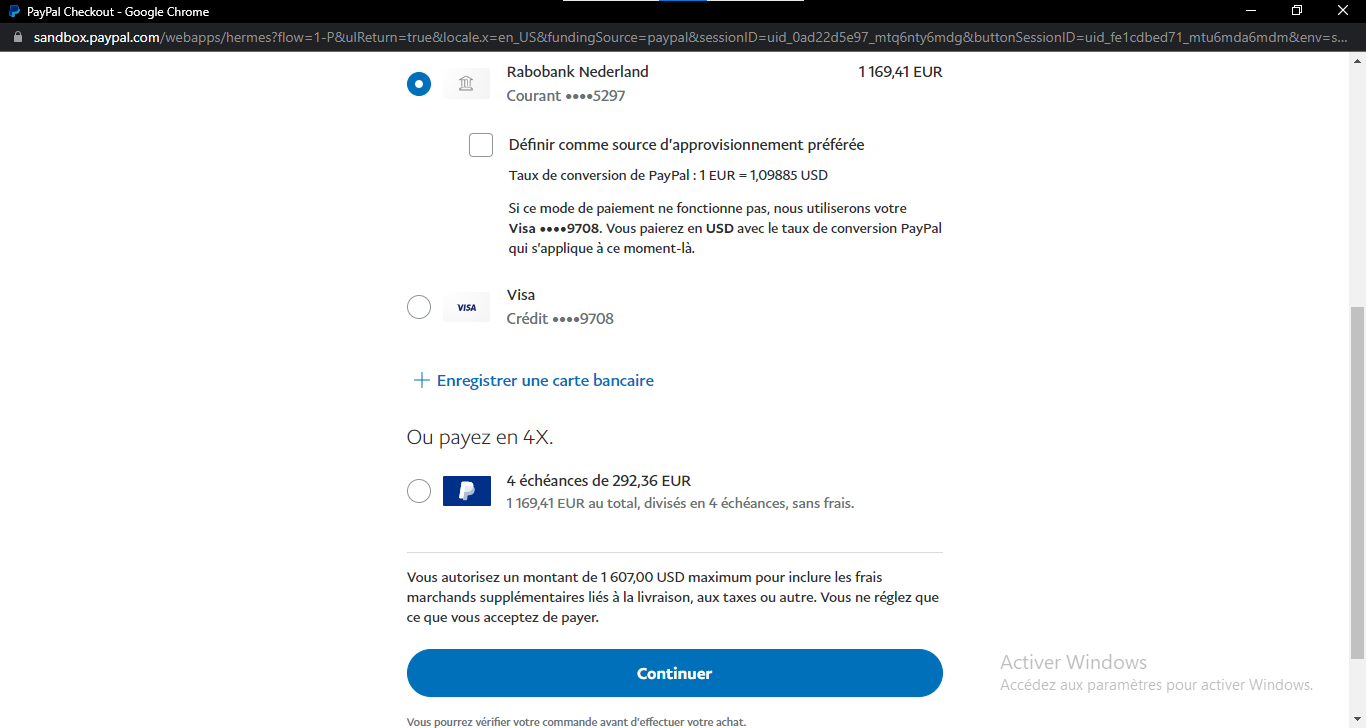 PayPal Checkout - Google Chrome
sandbox.paypal.com/webapps/hermes?flow=1-P&ulReturn=true&locale.x=en_US&fundingSource=paypal&sessionID=uid_0ad22d5e97_mtq6nty6mdg&buttonSessionID=uid_fe1cdbed71_mtu6mda6mdm&env=s...
Rabobank Nederland 1 169,41 EUR
Courant ••••5297
Définir comme source d'approvisionnement préférée
Taux de conversion de PayPal : 1 EUR = 1,09885 USD
Si ce mode de paiement ne fonctionne pas, nous utiliserons votre
Visa ••••9708. Vous paierez en USD avec le taux de conversion PayPal
qui s'applique à ce moment-là.
Visa
VISA
Crédit ••••9708
Enregistrer une carte bancaire
Ou payez en 4X.
4 échéances de 292,36 EUR
1 169,41 EUR au total, divisés en 4 échéances, sans frais.
Vous autorisez un montant de 1 607,00 USD maximum pour inclure les frais
marchands supplémentaires liés à la livraison, aux taxes ou autre. Vous ne réglez que
ce que vous acceptez de payer.
Continuer
Activer Windows
Accédez aux paramètres pour activer Windows.
Vous pourrez vérifier votre commande avant d'effectuer votre achat.